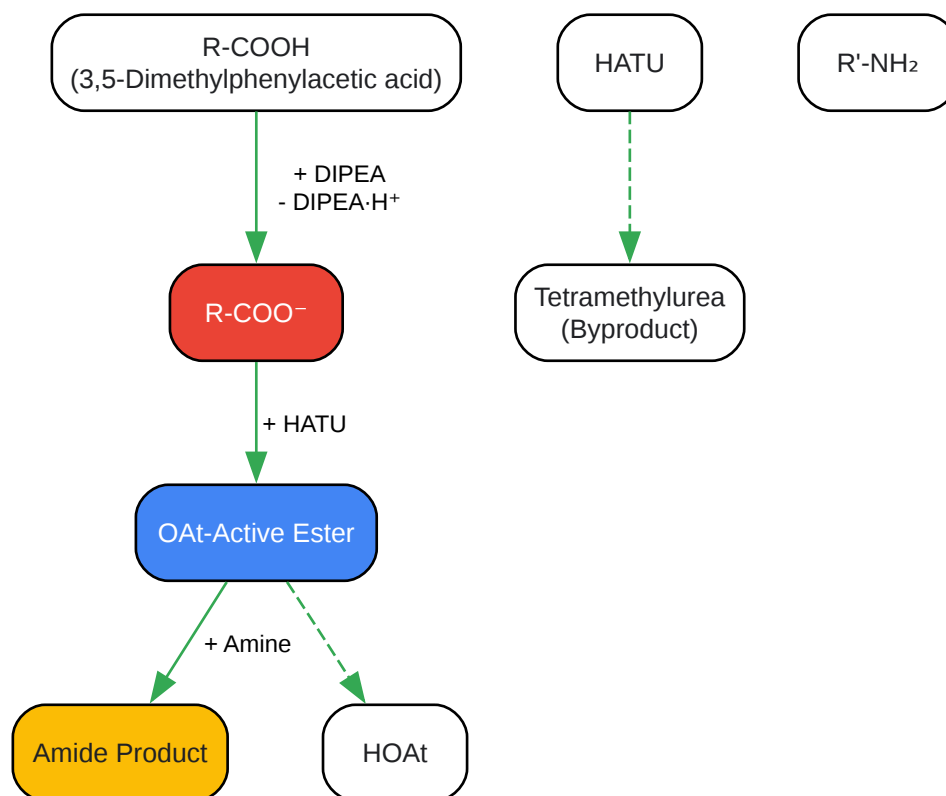 R-COOH
(3,5-Dimethylphenylacetic acid)
HATU
R'-NH₂
+ DIPEA
- DIPEA·H⁺
R-COO⁻
Tetramethylurea
(Byproduct)
+ HATU
OAt-Active Ester
+ Amine
Amide Product
HOAt